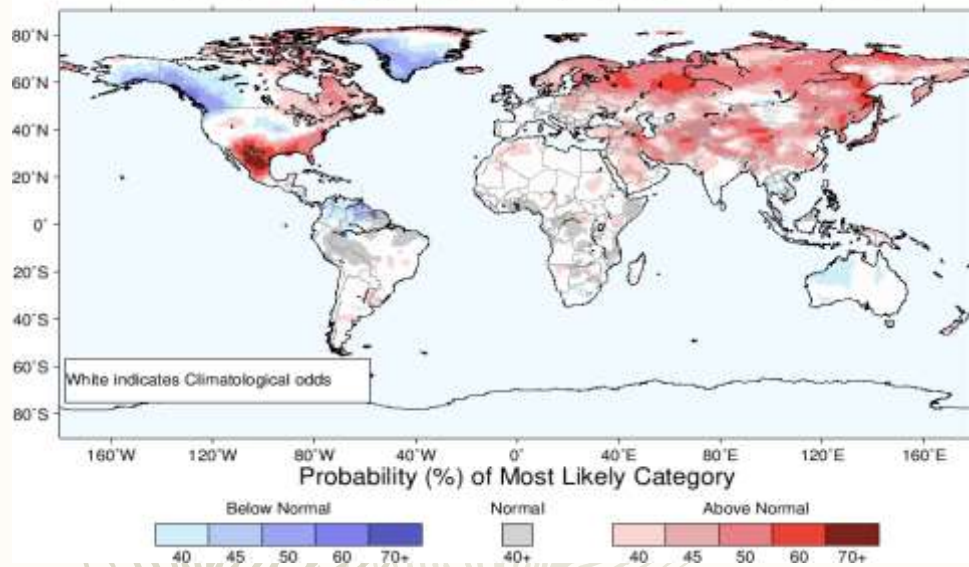 80˚N
60˚N
40˚N
20˚N
0˚
20˚S
40˚S
60˚S
80˚S
White indicates Climatological odds
160˚W 120˚W 80˚W 40˚W 0˚ 40˚E 80˚E 120˚E 160˚E
Probability (%) of Most Likely Category
Below Normal Normal Above Normal
40 45 50 60 70+ 40+ 40 45 50 60 70+